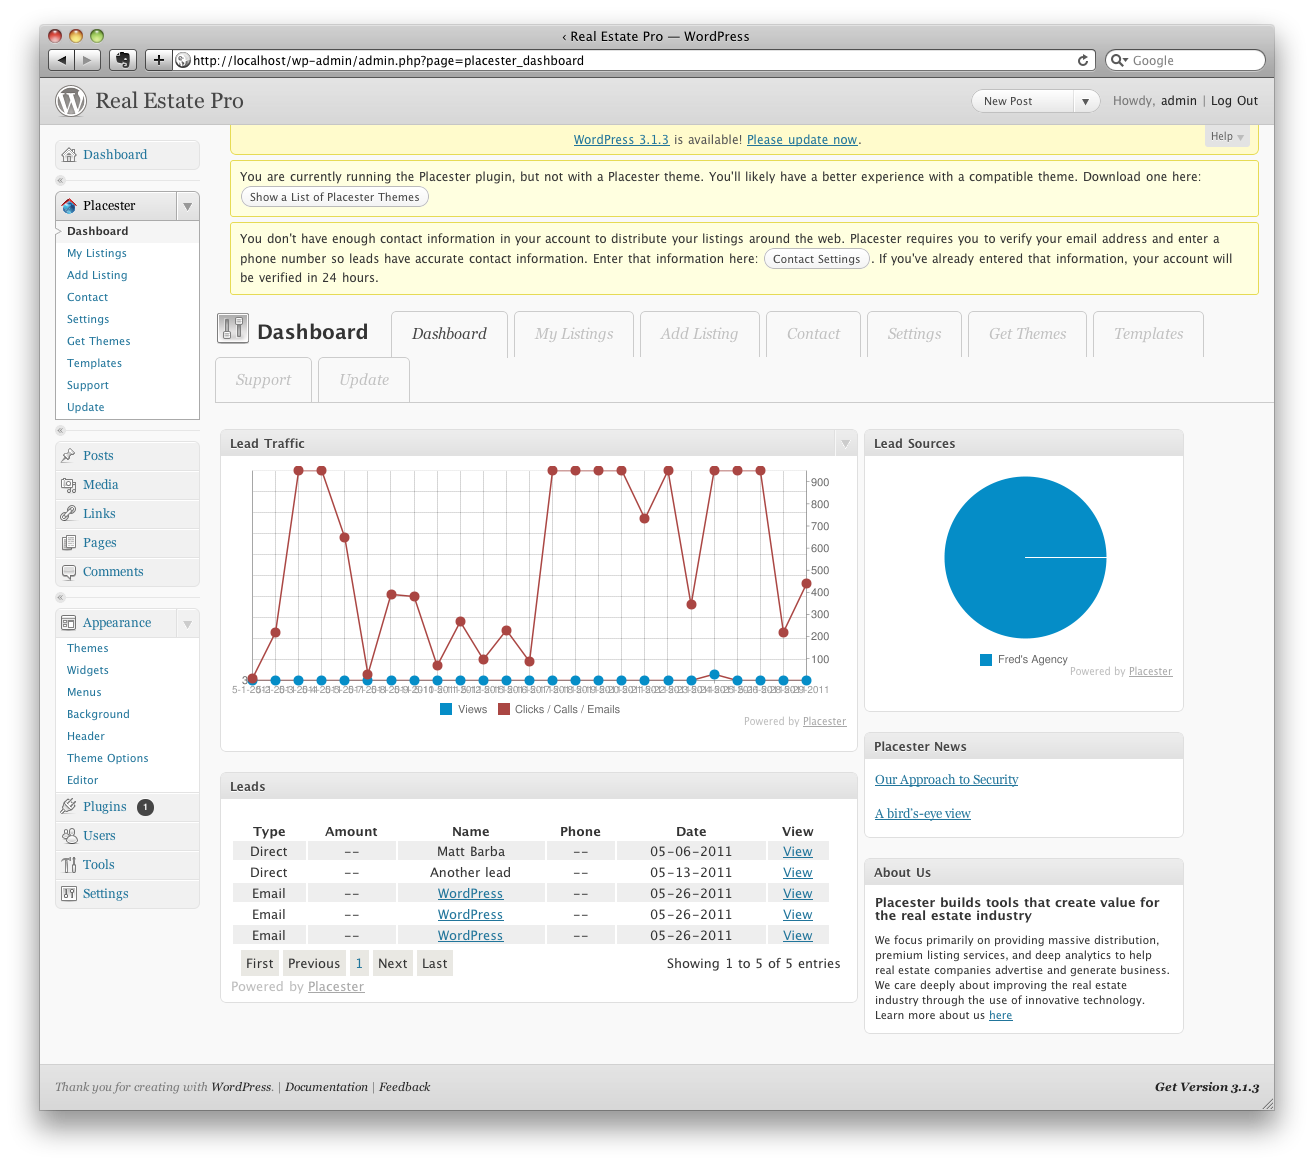 ‹ Real Estate Pro — WordPress
http://localhost/wp-admin/admin.php?page=placester_dashboard
Google
Real Estate Pro
New Post
Howdy, admin | Log Out
WordPress 3.1.3 is available! Please update now.
Help
You are currently running the Placester plugin, but not with a Placester theme. You'll likely have a better experience with a compatible theme. Download one here:
Show a List of Placester Themes
You don't have enough contact information in your account to distribute your listings around the web. Placester requires you to verify your email address and enter a
phone number so leads have accurate contact information. Enter that information here: Contact Settings . If you've already entered that information, your account will
be verified in 24 hours.
Dashboard
Placester
Dashboard
My Listings
Add Listing
Contact
Settings
Get Themes
Templates
Support
Update
Posts
Media
Links
Pages
Comments
Appearance
Themes
Widgets
Menus
Background
Header
Theme Options
Editor
Plugins 1
Users
Tools
Settings
Dashboard
Dashboard
My Listings
Add Listing
Contact
Settings
Get Themes
Templates
Support
Update
Lead Traffic
900
800
700
600
500
400
300
200
100
Views
Clicks / Calls / Emails
Powered by Placester
Lead Sources
Fred's Agency
Powered by Placester
Leads
Type Amount Name Phone Date View
Direct -- Matt Barba -- 05-06-2011 View
Direct -- Another lead -- 05-13-2011 View
Email -- WordPress -- 05-26-2011 View
Email -- WordPress -- 05-26-2011 View
Email -- WordPress -- 05-26-2011 View
First Previous 1 Next Last
Showing 1 to 5 of 5 entries
Powered by Placester
Placester News
Our Approach to Security
A bird's-eye view
About Us
Placester builds tools that create value for
the real estate industry
We focus primarily on providing massive distribution,
premium listing services, and deep analytics to help
real estate companies advertise and generate business.
We care deeply about improving the real estate
industry through the use of innovative technology.
Learn more about us here
Thank you for creating with WordPress. | Documentation | Feedback
Get Version 3.1.3